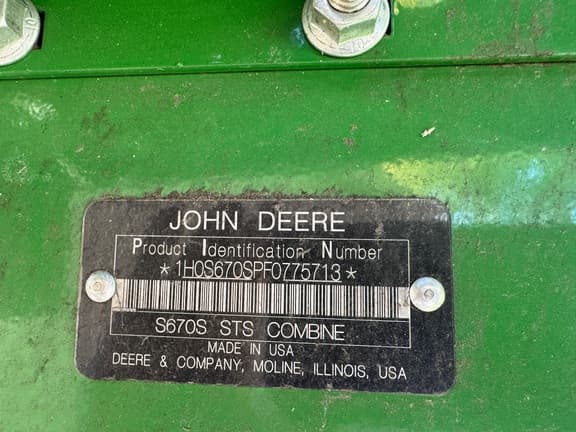 JOHN DEERE
Product Identification Number
*1H0S670SPF0775713*
S670S STS COMBINE
MADE IN USA
DEERE & COMPANY, MOLINE, ILLINOIS, USA